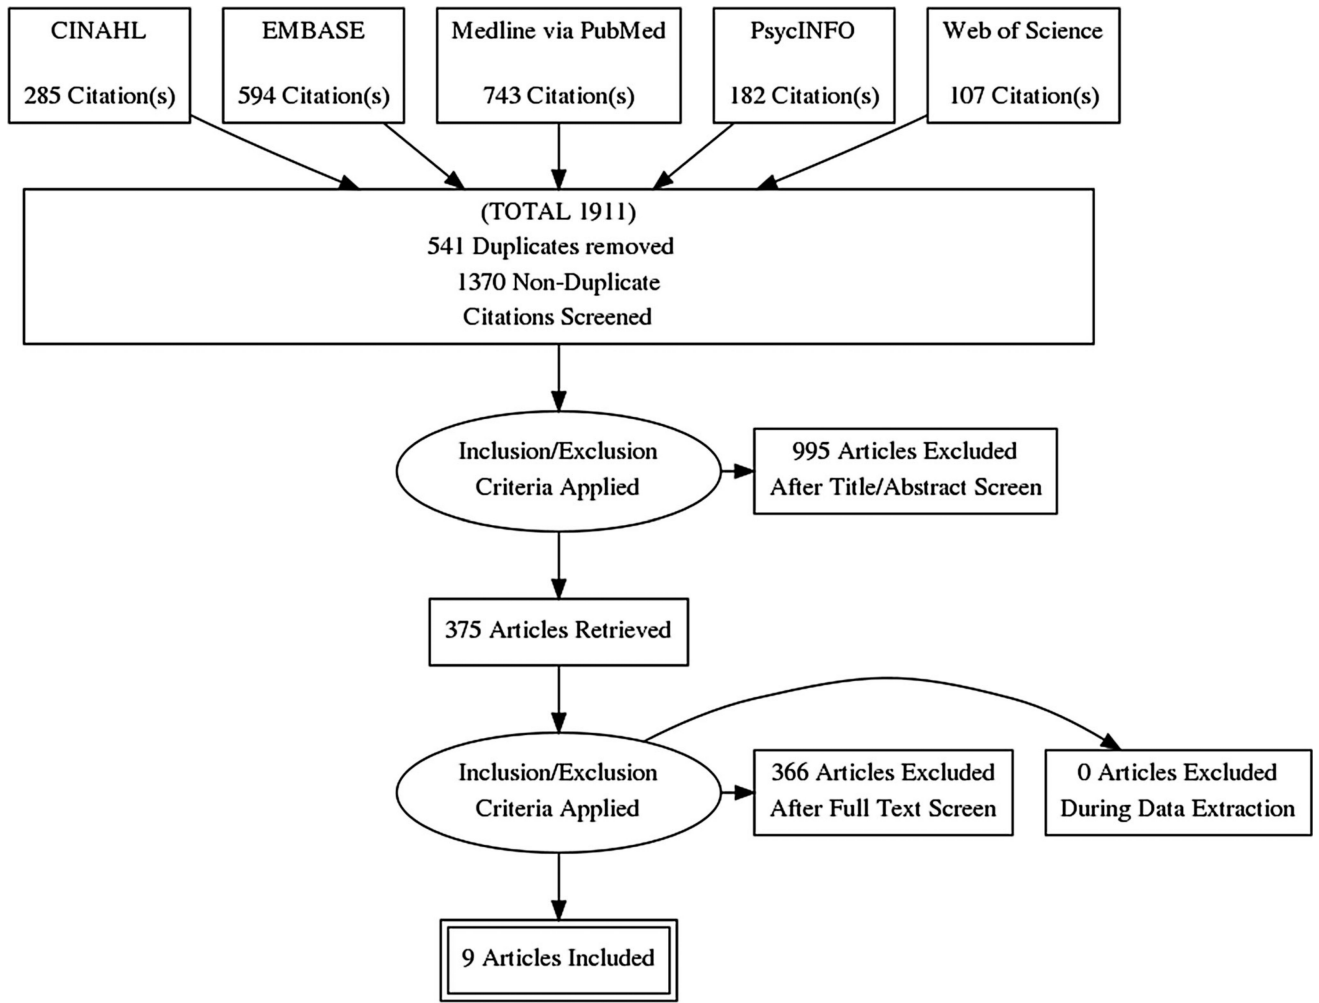 CINAHL
285 Citation(s)
EMBASE
594 Citation(s)
Medline via PubMed
743 Citation(s)
PsycINFO
182 Citation(s)
Web of Science
107 Citation(s)
(TOTAL 1911)
541 Duplicates removed
1370 Non-Duplicate
Citations Screened
Inclusion/Exclusion
Criteria Applied
995 Articles Excluded
After Title/Abstract Screen
375 Articles Retrieved
Inclusion/Exclusion
Criteria Applied
366 Articles Excluded
After Full Text Screen
0 Articles Excluded
During Data Extraction
9 Articles Included